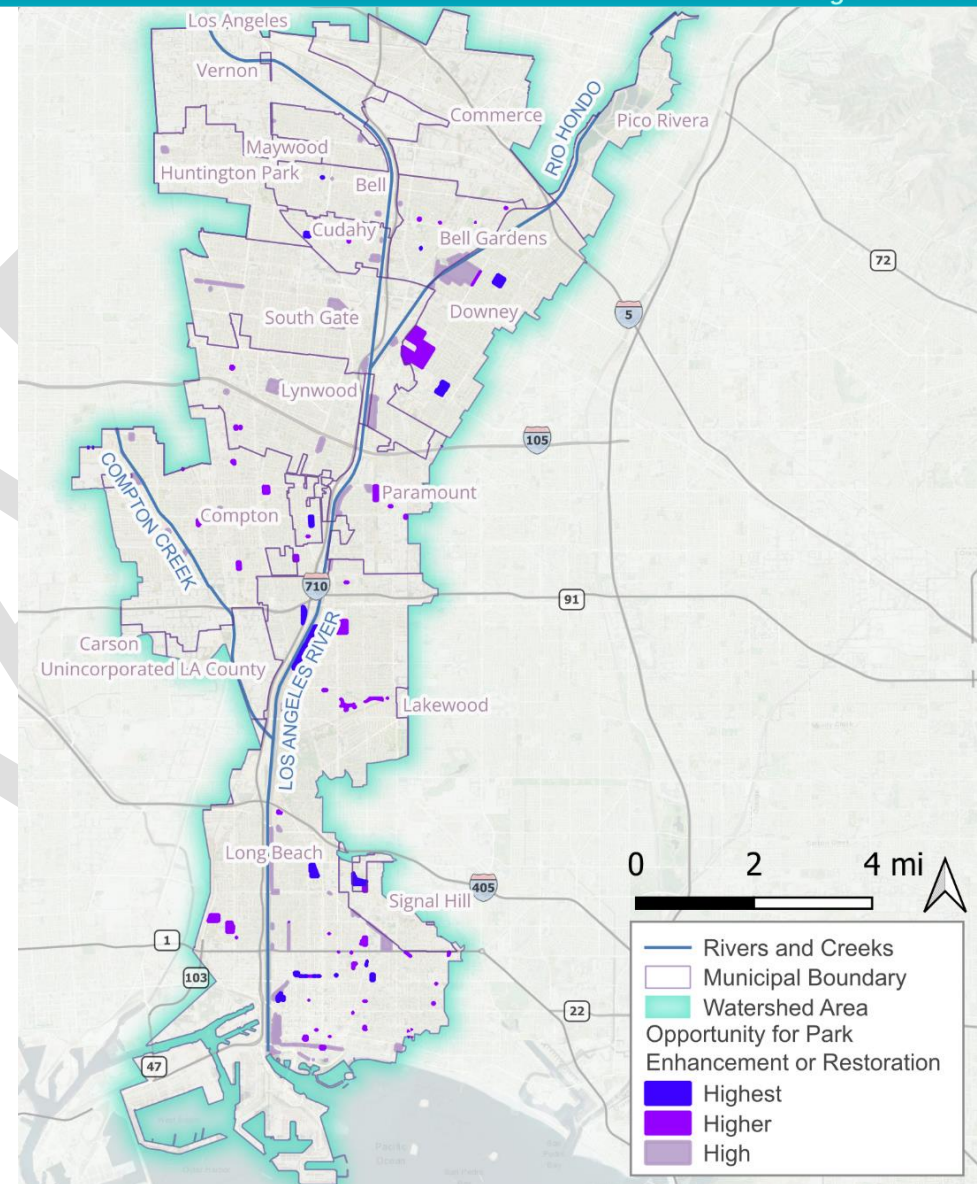 Los Angeles
Vernon
Commerce
RIO HONDO
Pico Rivera
Maywood
Huntington Park
Bell
Cudahy
Bell Gardens
72
5
South Gate
Downey
Lynwood
105
COMPTON CREEK
Paramount
Compton
710
91
Carson
Unincorporated LA County
LOS ANGELES RIVER
Lakewood
Long Beach
405
Signal Hill
1
103
22
47
0 2 4 mi
Rivers and Creeks
Municipal Boundary
Watershed Area
Opportunity for Park
Enhancement or Restoration
Highest
Higher
High
Pacific
Ocean